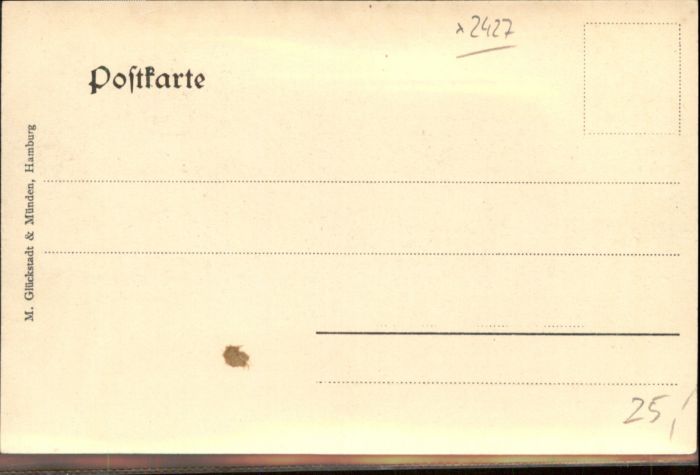 x2427
Postkarte
M. Glückstadt & Münden, Hamburg
25,